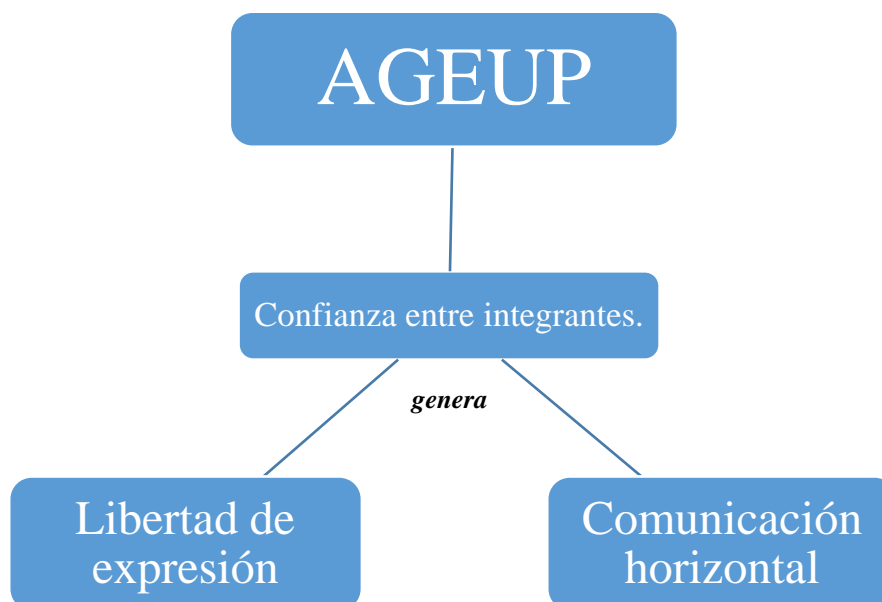 AGEUP
Confianza entre integrantes.
genera
Libertad de
expresión
Comunicación
horizontal